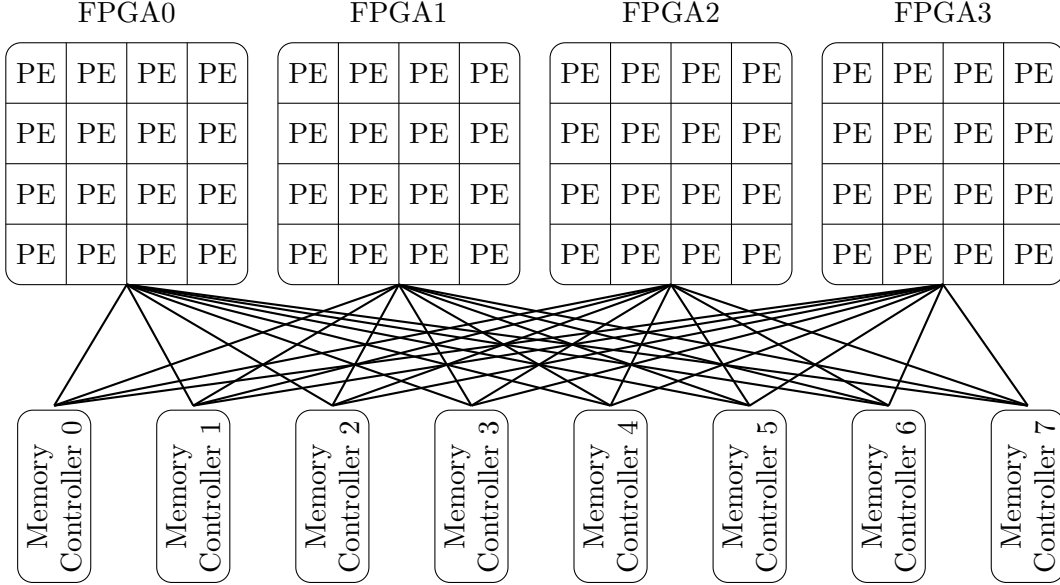 FPGA0 FPGA1 FPGA2 FPGA3
PE PE PE PE PE PE PE PE PE PE PE PE PE PE PE PE
PE PE PE PE PE PE PE PE PE PE PE PE PE PE PE PE
PE PE PE PE PE PE PE PE PE PE PE PE PE PE PE PE
PE PE PE PE PE PE PE PE PE PE PE PE PE PE PE PE
Memory
Controller 0
Memory
Controller 1
Memory
Controller 2
Memory
Controller 3
Memory
Controller 4
Memory
Controller 5
Memory
Controller 6
Memory
Controller 7